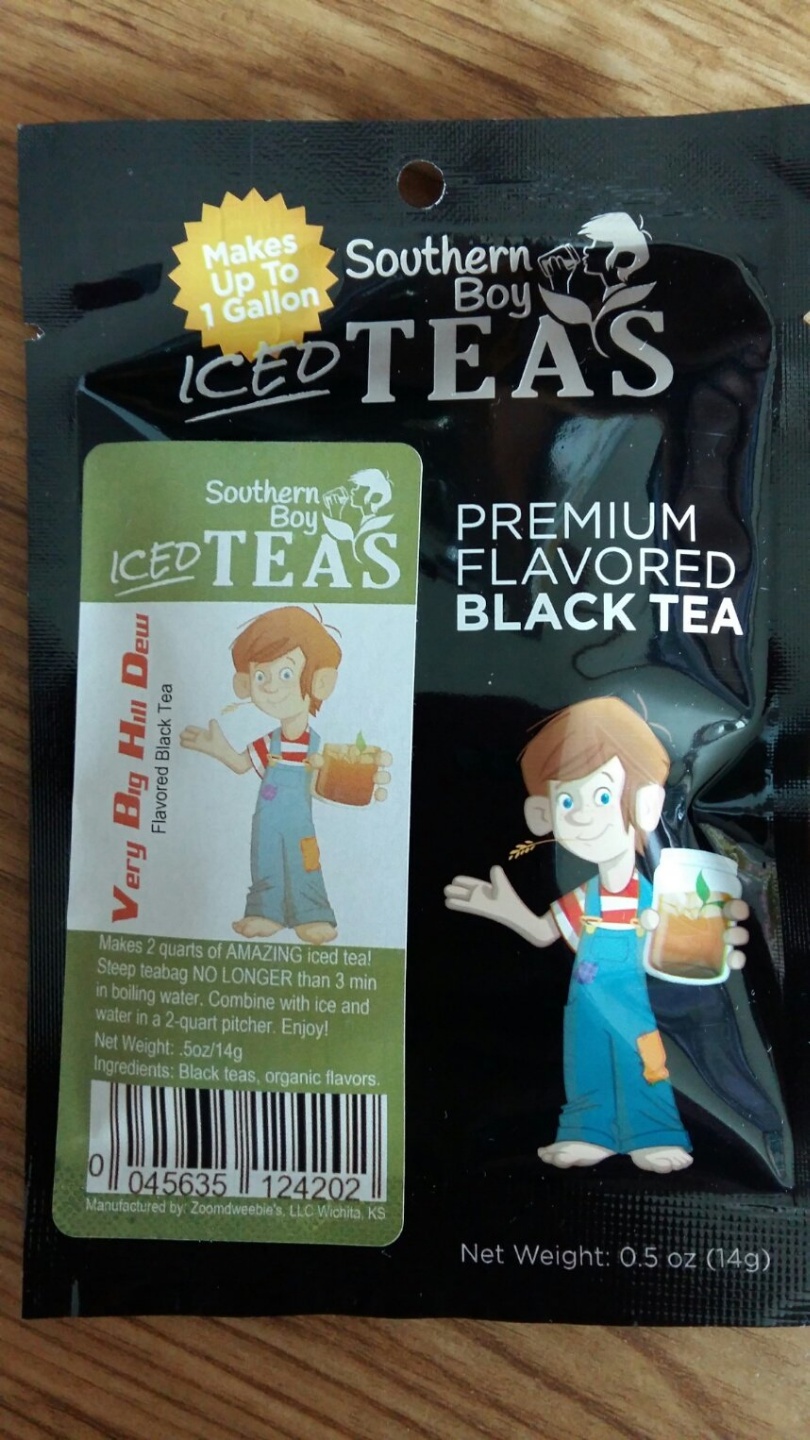 Makes
Up To
1 Gallon
Southern
Boy
ICED TEAS
Southern
Boy
ICED TEAS
PREMIUM
FLAVORED
BLACK TEA
Very Big Hill Dew
Flavored Black Tea
Makes 2 quarts of AMAZING iced tea!
Steep teabag NO LONGER than 3 min
in boiling water. Combine with ice and
water in a 2-quart pitcher. Enjoy!
Net Weight: .5oz/14g
Ingredients: Black teas, organic flavors.
0 045635 124202
Manufactured by: Zoomdweebie's, LLC Wichita, KS
Net Weight: 0.5 oz (14g)